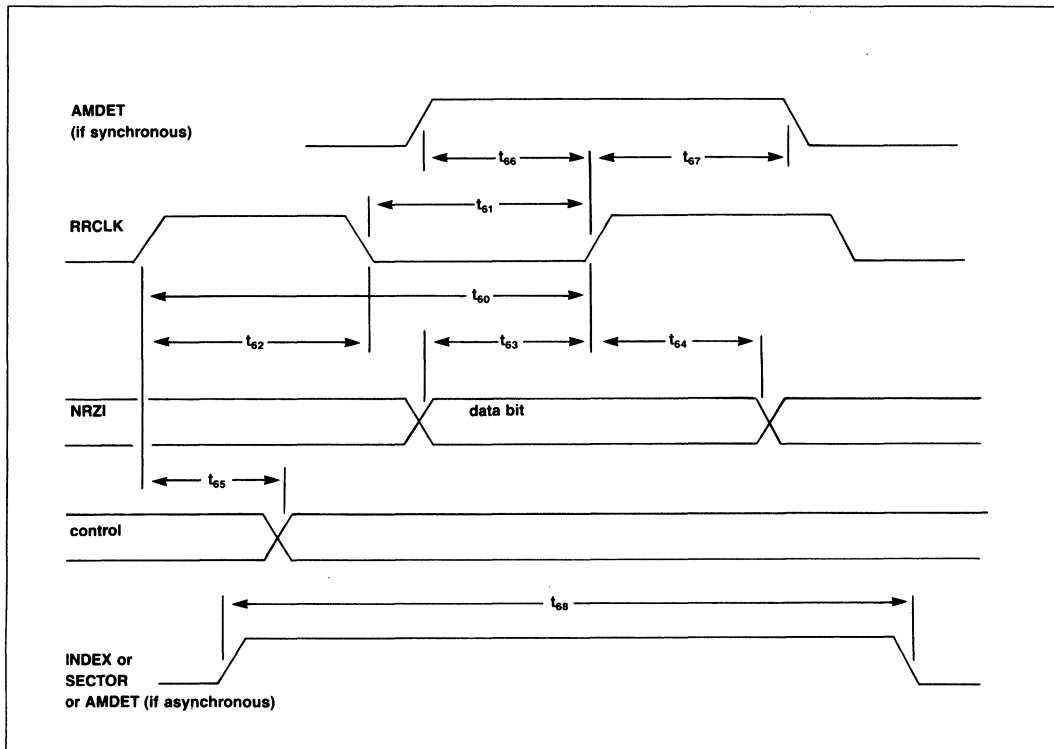 AMDET
(if synchronous)
t66
t67
t61
RRCLK
t60
t62
t63
t64
NRZI
data bit
t65
control
t68
INDEX or
SECTOR
or AMDET (if asynchronous)